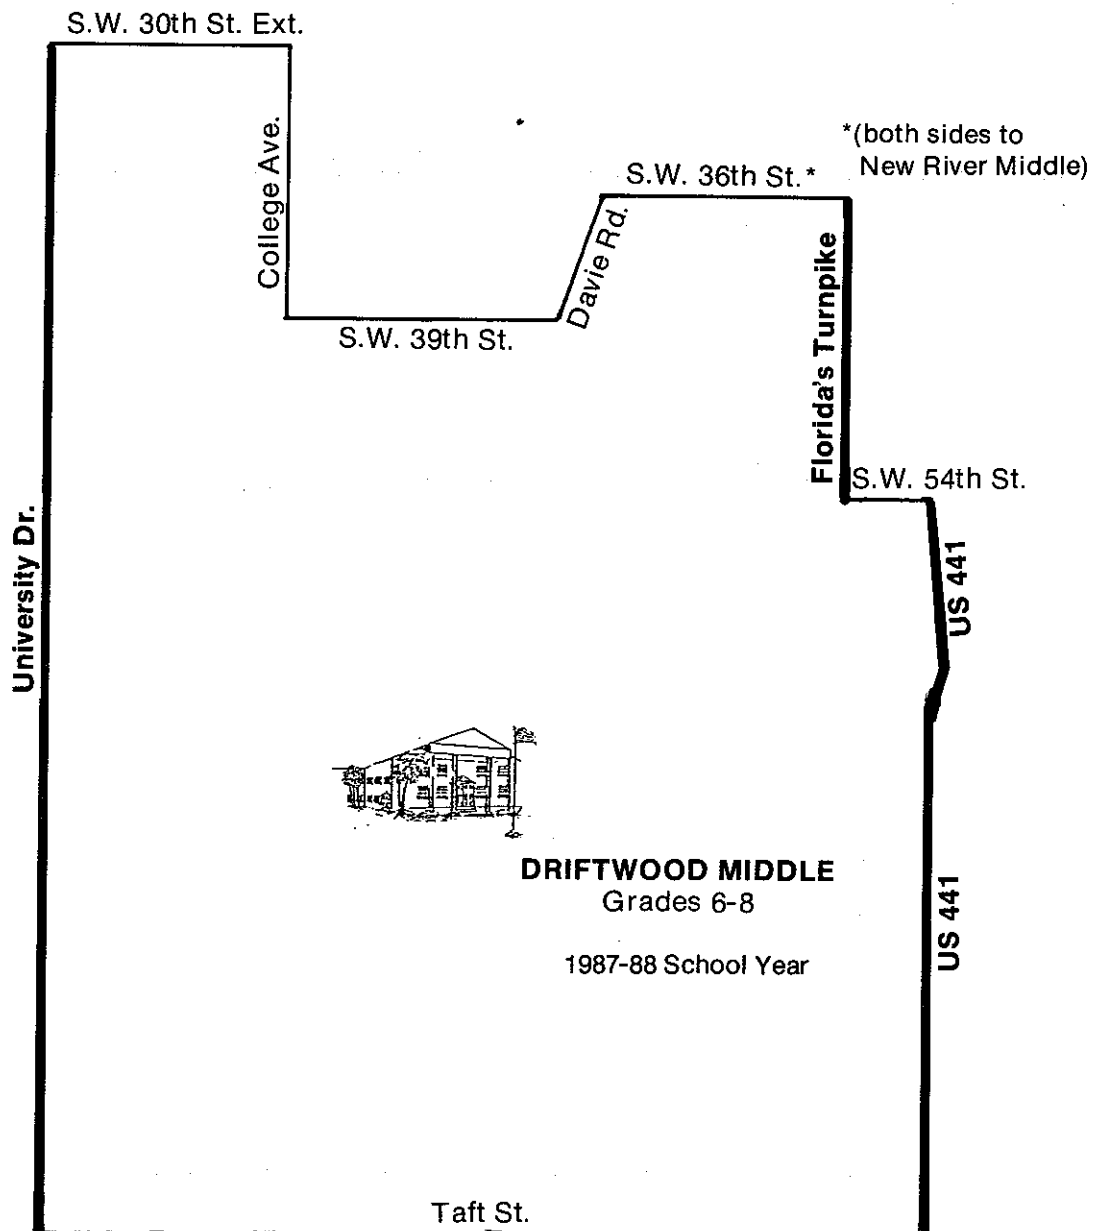 S.W. 30th St. Ext.
College Ave.
*(both sides to
New River Middle)
S.W. 36th St.*
Davie Rd.
S.W. 39th St.
Florida's Turnpike
S.W. 54th St.
US 441
University Dr.
DRIFTWOOD MIDDLE
Grades 6-8
US 441
1987-88 School Year
Taft St.